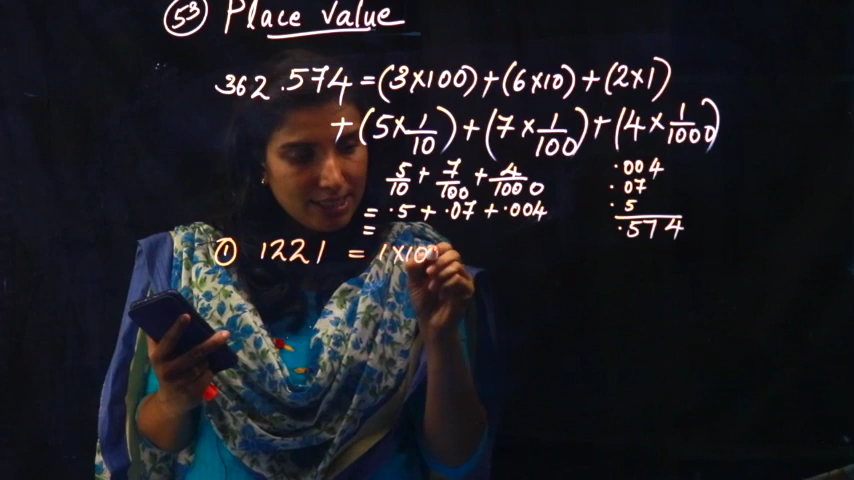 53 Place Value
362.574 = (3×100)+(6×10)+(2×1)
+(5×1/10)+(7×1/100)+(4×1/1000)
5/10+7/100+4/1000
= .5+.07+.004
=
.004
.07
.5
.574
① 1221 = 1×100